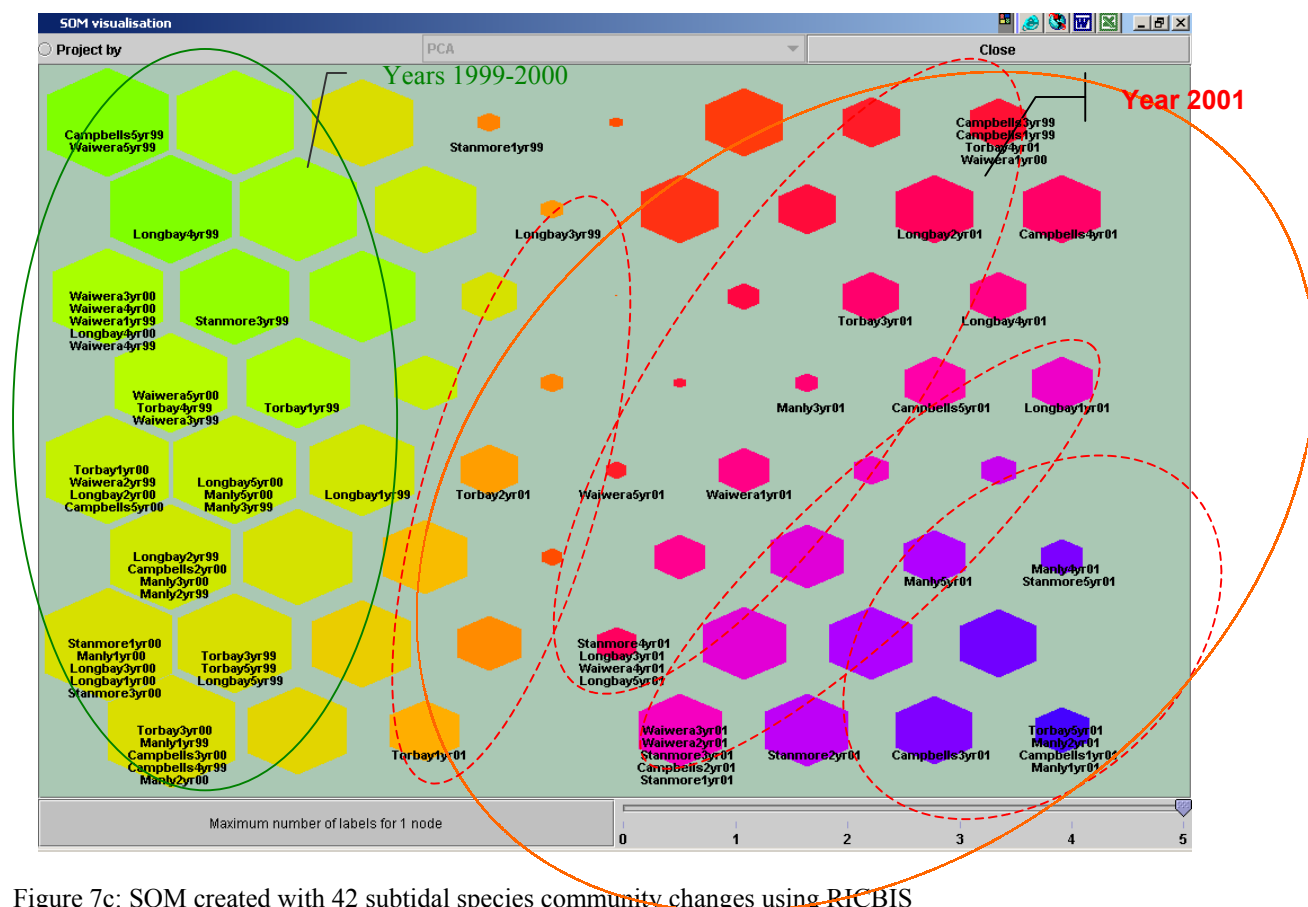 SOM visualisation
Project by
PCA
Close
Years 1999-2000
Year 2001
Campbells5yr99
Waiwera5yr99
Stanmore1yr99
Campbells3yr99
Campbells1yr99
Torbay4yr01
Waiwera1yr00
Longbay4yr99
Longbay3yr99
Longbay2yr01
Campbells4yr01
Waiwera3yr00
Waiwera4yr00
Waiwera1yr99
Longbay4yr00
Waiwera4yr99
Stanmore3yr99
Torbay3yr01
Longbay4yr01
Waiwera5yr00
Torbay4yr99
Waiwera3yr99
Torbay1yr99
Manly3yr01
Campbells5yr01
Longbay1yr01
Torbay1yr00
Waiwera2yr99
Longbay2yr00
Campbells5yr00
Longbay5yr00
Manly5yr00
Manly3yr99
Longbay1yr99
Torbay2yr01
Waiwera5yr01
Waiwera1yr01
Longbay2yr99
Campbells2yr00
Manly3yr00
Manly2yr99
Manly5yr01
Manly4yr01
Stanmore5yr01
Stanmore1yr00
Manly1yr00
Longbay3yr00
Longbay1yr00
Stanmore3yr00
Torbay3yr99
Torbay5yr99
Longbay5yr99
Stanmore4yr01
Longbay3yr01
Waiwera4yr01
Longbay5yr01
Torbay3yr00
Manly1yr99
Campbells3yr00
Campbells4yr99
Manly2yr00
Torbay1yr01
Waiwera3yr01
Waiwera2yr01
Stanmore3yr01
Campbells2yr01
Stanmore1yr01
Stanmore2yr01
Campbells3yr01
Torbay5yr01
Manly2yr01
Campbells1yr01
Manly1yr01
Maximum number of labels for 1 node
0 1 2 3 4 5
Figure 7c: SOM created with 42 subtidal species community changes using RICBIS